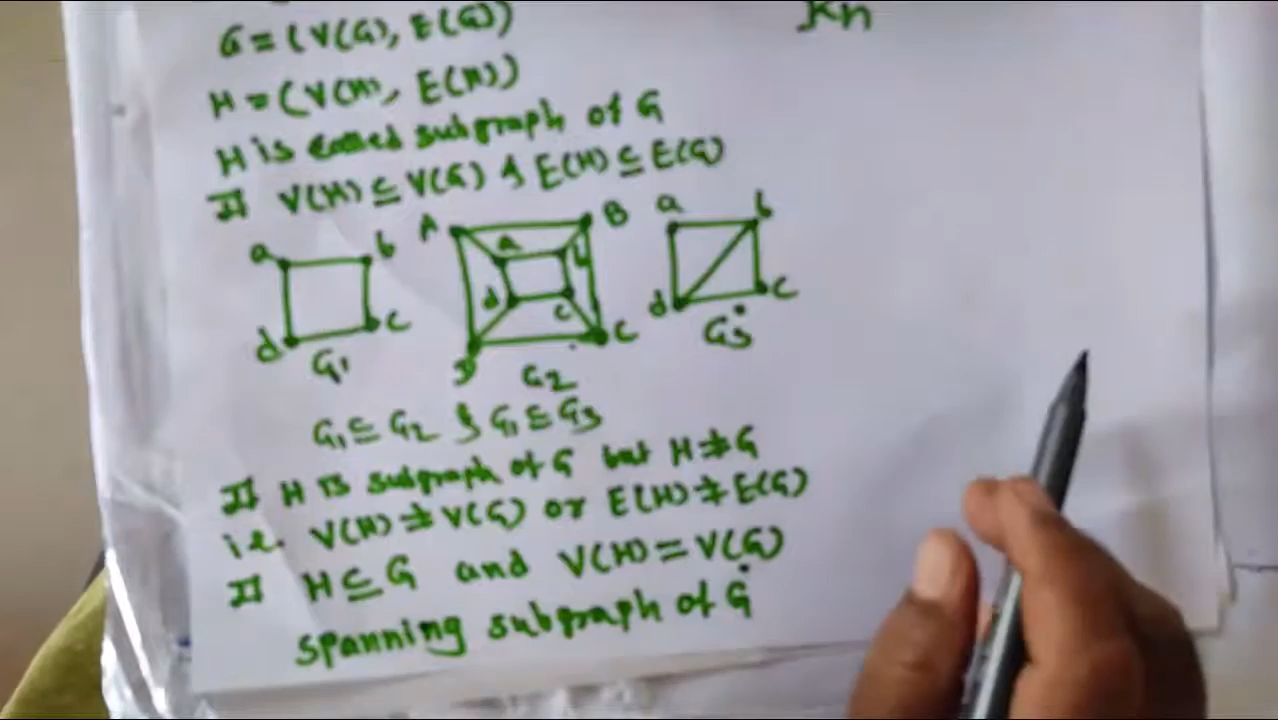 G = (V(G), E(G))
Kn
H = (V(H), E(H))
H is called subgraph of G
If V(H) ⊆ V(G) & E(H) ⊆ E(G)
a b c d G1
A B C D a b c d G2
a b c d G3
G1 ⊆ G2 & G1 ⊆ G3
If H is subgraph of G but H ≠ G
i.e. V(H) ≠ V(G) or E(H) ≠ E(G)
If H ⊆ G and V(H) = V(G)
spanning subgraph of G